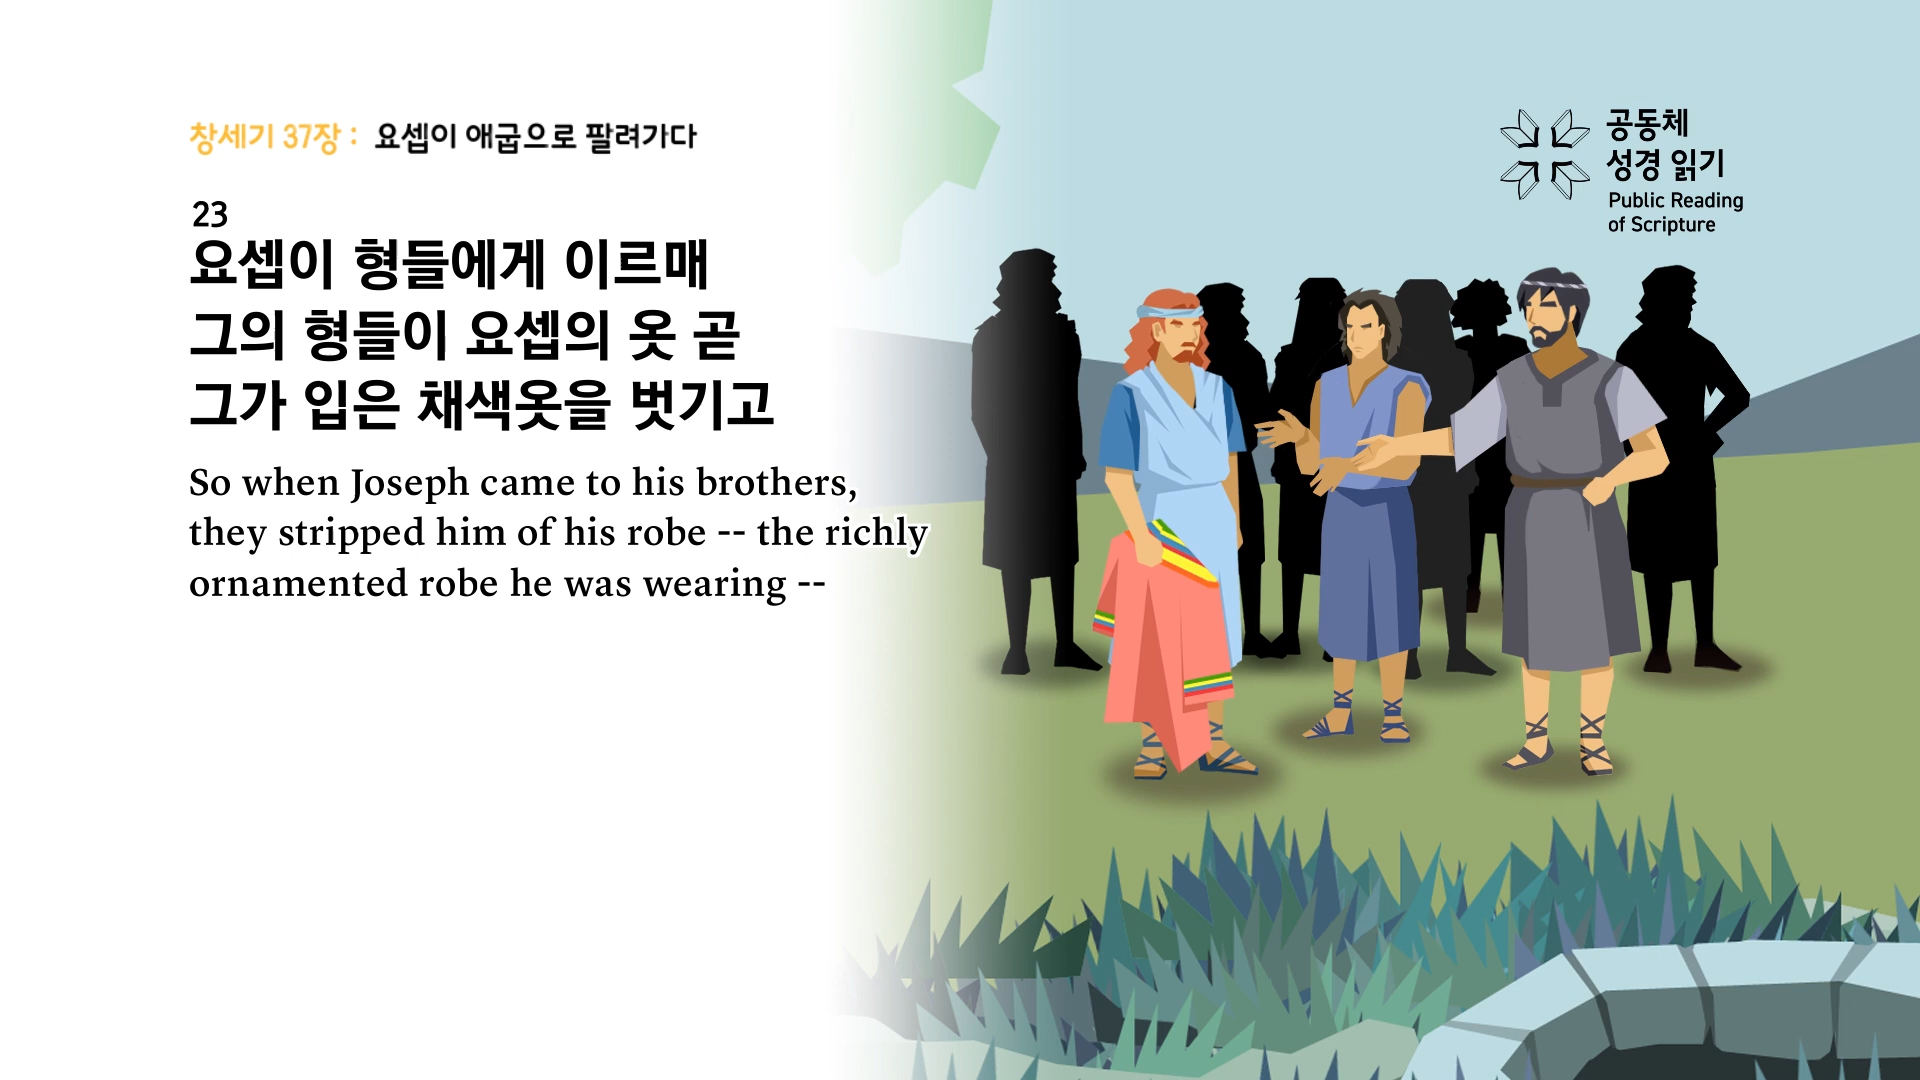 창세기 37장 : 요셉이 애굽으로 팔려가다
23
요셉이 형들에게 이르매
그의 형들이 요셉의 옷 곧
그가 입은 채색옷을 벗기고
So when Joseph came to his brothers,
they stripped him of his robe -- the richly
ornamented robe he was wearing --
공동체
성경 읽기
Public Reading
of Scripture